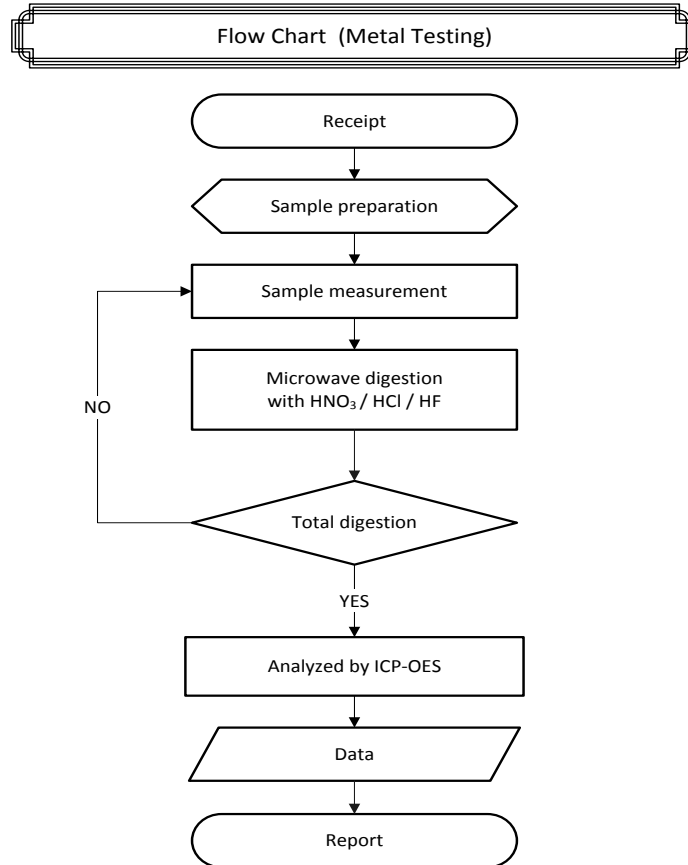 Flow Chart (Metal Testing)
Receipt
Sample preparation
Sample measurement
Microwave digestion
with HNO₃ / HCl / HF
NO
Total digestion
YES
Analyzed by ICP-OES
Data
Report